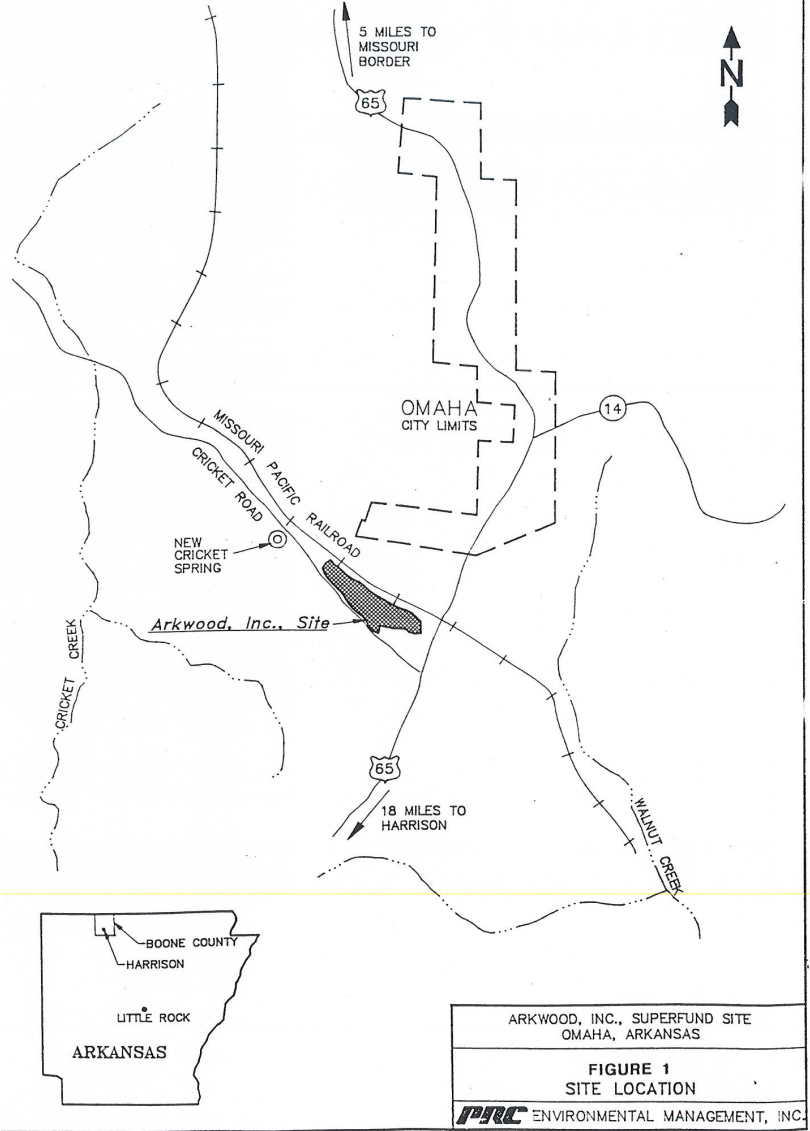 5 MILES TO
MISSOURI
BORDER
65
N
OMAHA
CITY LIMITS
14
MISSOURI PACIFIC RAILROAD
CRICKET ROAD
NEW
CRICKET
SPRING
Arkwood, Inc., Site
CRICKET CREEK
65
18 MILES TO
HARRISON
WALNUT CREEK
BOONE COUNTY
HARRISON
LITTLE ROCK
ARKANSAS
ARKWOOD, INC., SUPERFUND SITE
OMAHA, ARKANSAS
FIGURE 1
SITE LOCATION
PRC ENVIRONMENTAL MANAGEMENT, INC.